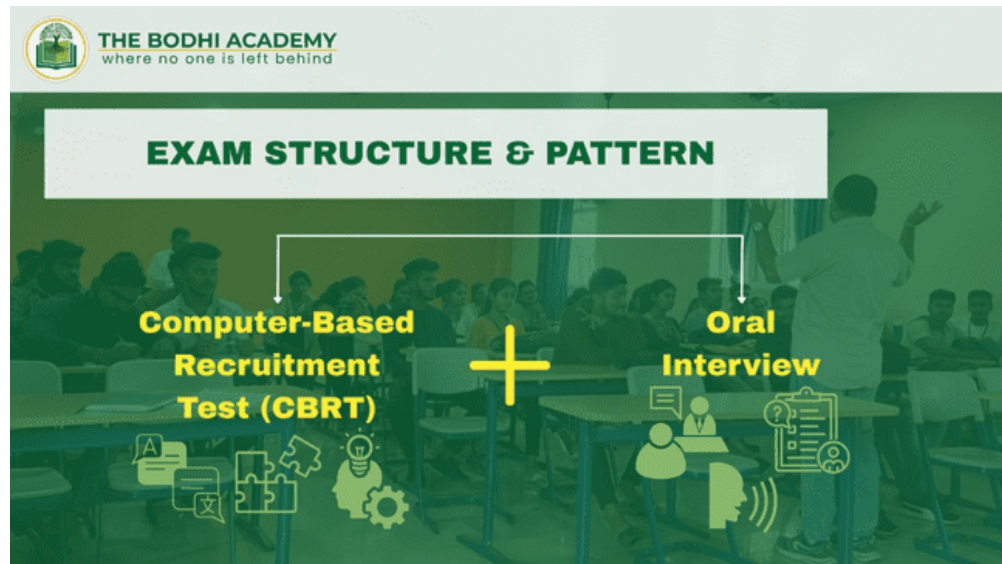 THE BODHI ACADEMY
where no one is left behind
EXAM STRUCTURE & PATTERN
Computer-Based
Recruitment
Test (CBRT)
Oral
Interview
A
文
?